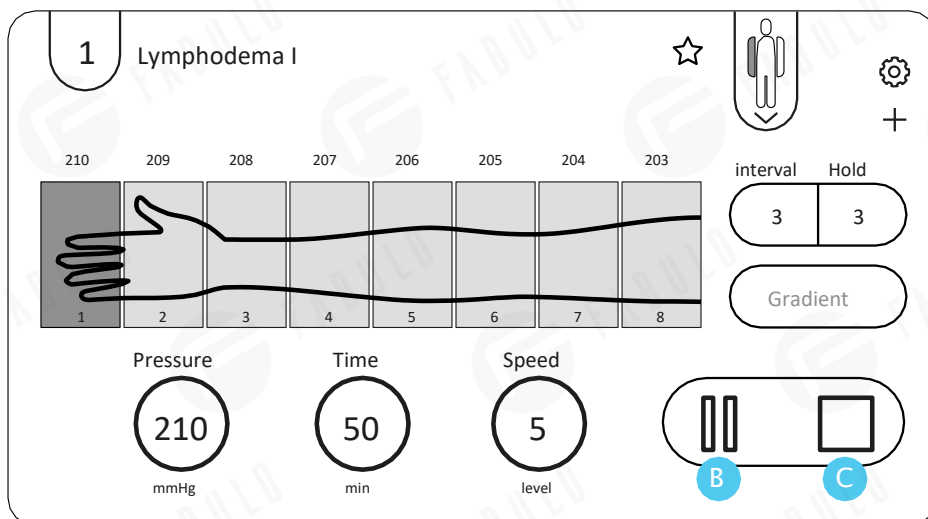 1 Lymphodema I
210 209 208 207 206 205 204 203
interval Hold
3 3
Gradient
1 2 3 4 5 6 7 8
Pressure Time Speed
210 50 5
mmHg min level
B C
FABULO